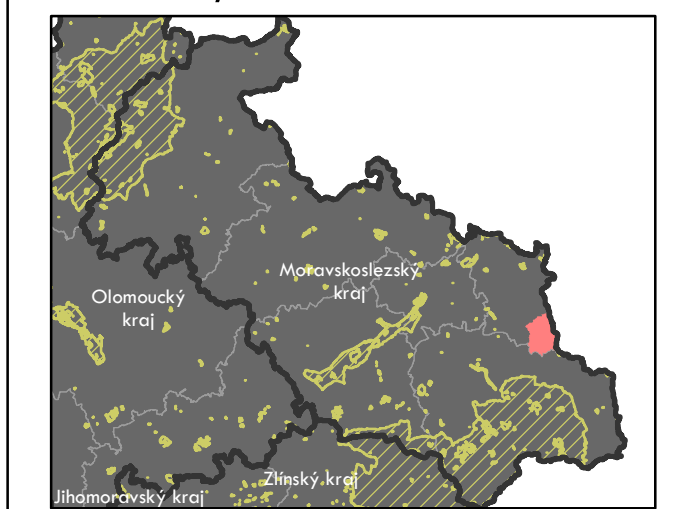 Moravskoslezský
kraj
Olomoucký
kraj
Zlínský kraj
Jihomoravský kraj